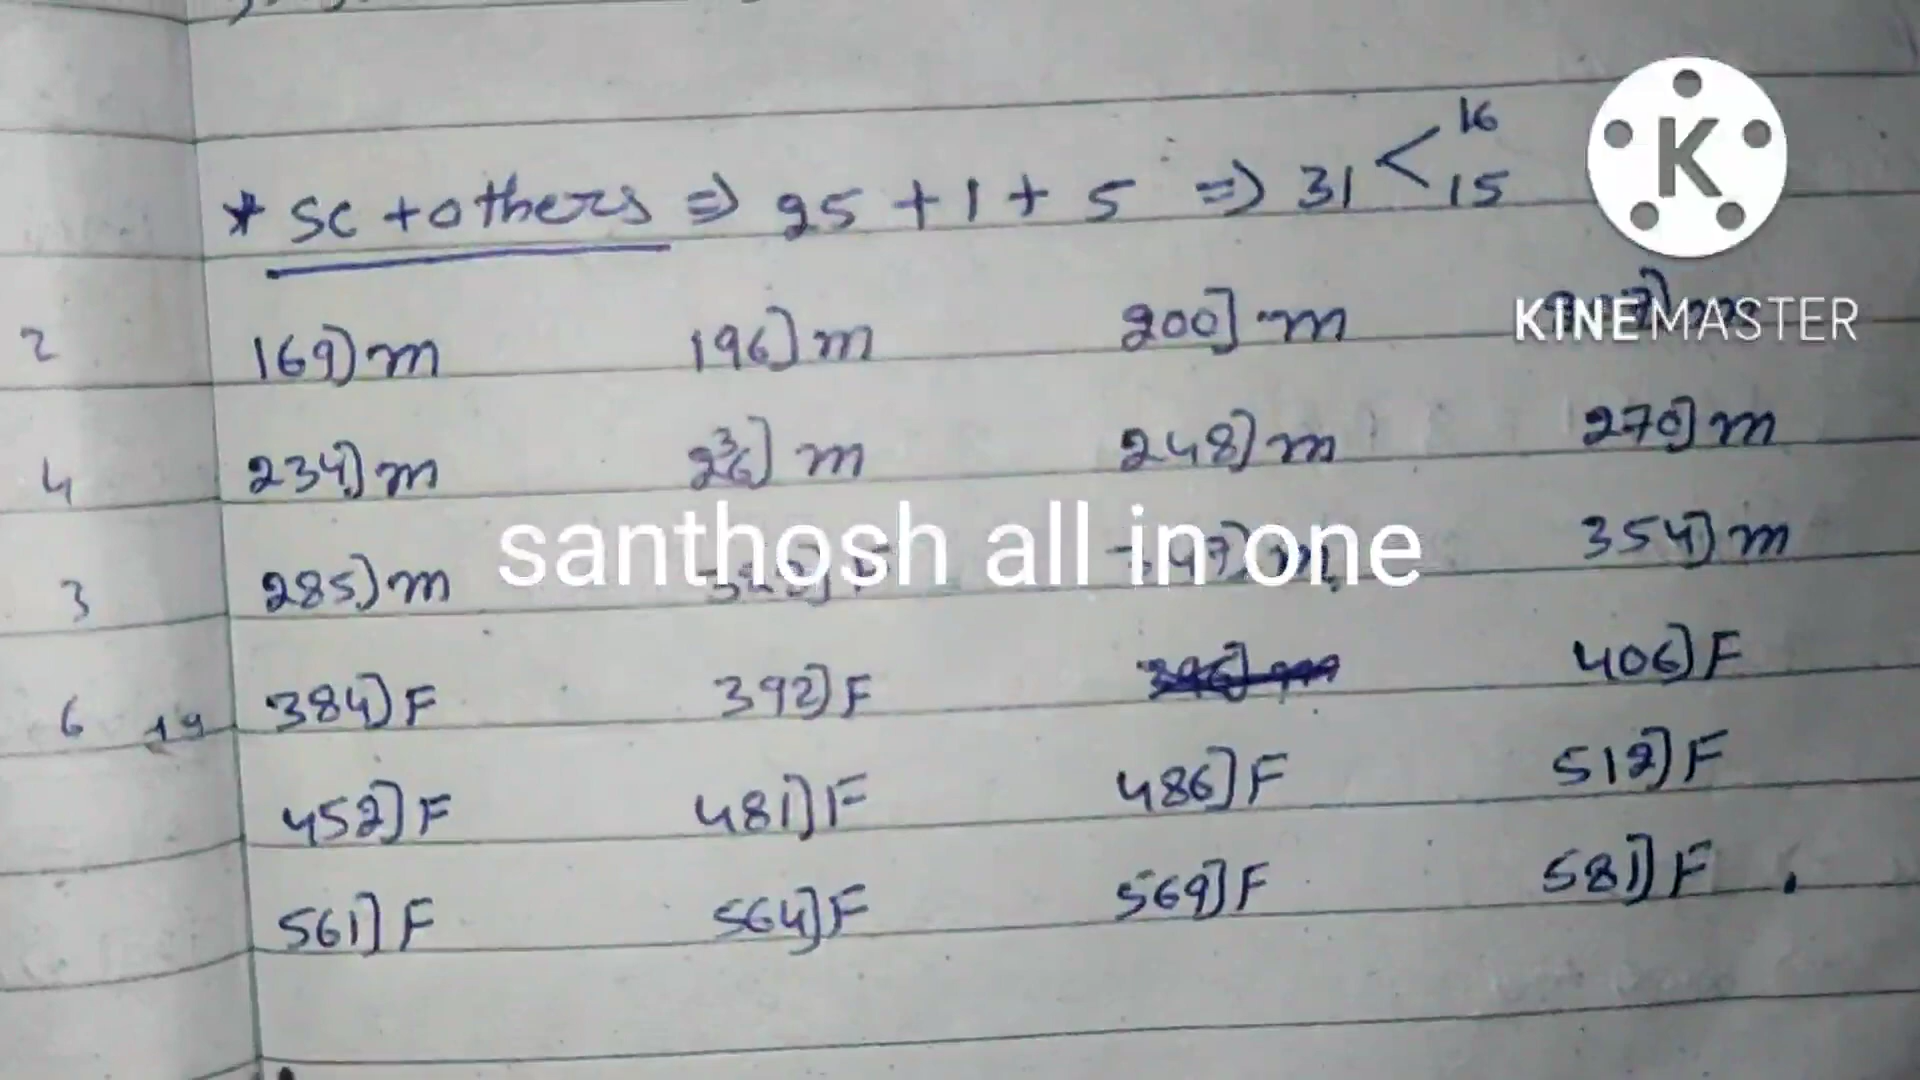 * SC + others => 25 + 1 + 5 => 31 < 16
15
K
KINEMASTER
2 169) m 196] m 200] m
4 234) m 236] m 248) m 270) m
santhosh all in one
3 285) m 354) m
6 19 384) F 392) F 406) F
452] F 481] F 486] F 512] F
561] F 564] F 569] F 581] F .